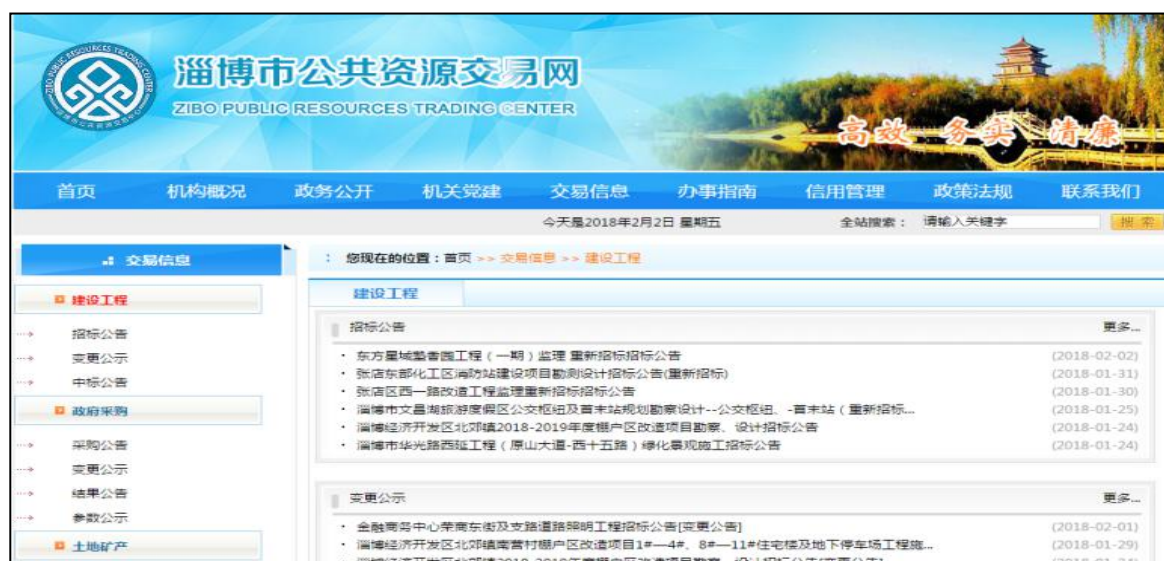 淄博市公共资源交易网
ZIBO PUBLIC RESOURCES TRADING CENTER
高效 务实 清廉
首页 机构概况 政务公开 机关党建 交易信息 办事指南 信用管理 政策法规 联系我们
今天是2018年2月2日 星期五 全站搜索： 请输入关键字 搜 索
交易信息
您现在的位置：首页 >> 交易信息 >> 建设工程
建设工程
建设工程
招标公告
变更公示
中标公告
政府采购
采购公告
变更公示
结果公告
参数公示
土地矿产
招标公告 更多...
· 东方星域馨香园工程（一期）监理 重新招标招标公告 (2018-02-02)
· 张店东部化工区消防站建设项目勘测设计招标公告(重新招标) (2018-01-31)
· 张店区西一路改造工程监理重新招标招标公告 (2018-01-30)
· 淄博市文昌湖旅游度假区公交枢纽及首末站规划勘察设计--公交枢纽、-首末站（重新招标... (2018-01-25)
· 淄博经济开发区北郊镇2018-2019年度棚户区改造项目勘察、设计招标公告 (2018-01-24)
· 淄博市华光路西延工程（原山大道-西十五路）绿化景观施工招标公告 (2018-01-24)
变更公示 更多...
· 金融商务中心荣商东街及支路道路照明工程招标公告[变更公告] (2018-02-01)
· 淄博经济开发区北郊镇南营村棚户区改造项目1#—4#、8#—11#住宅楼及地下停车场工程施... (2018-01-29)